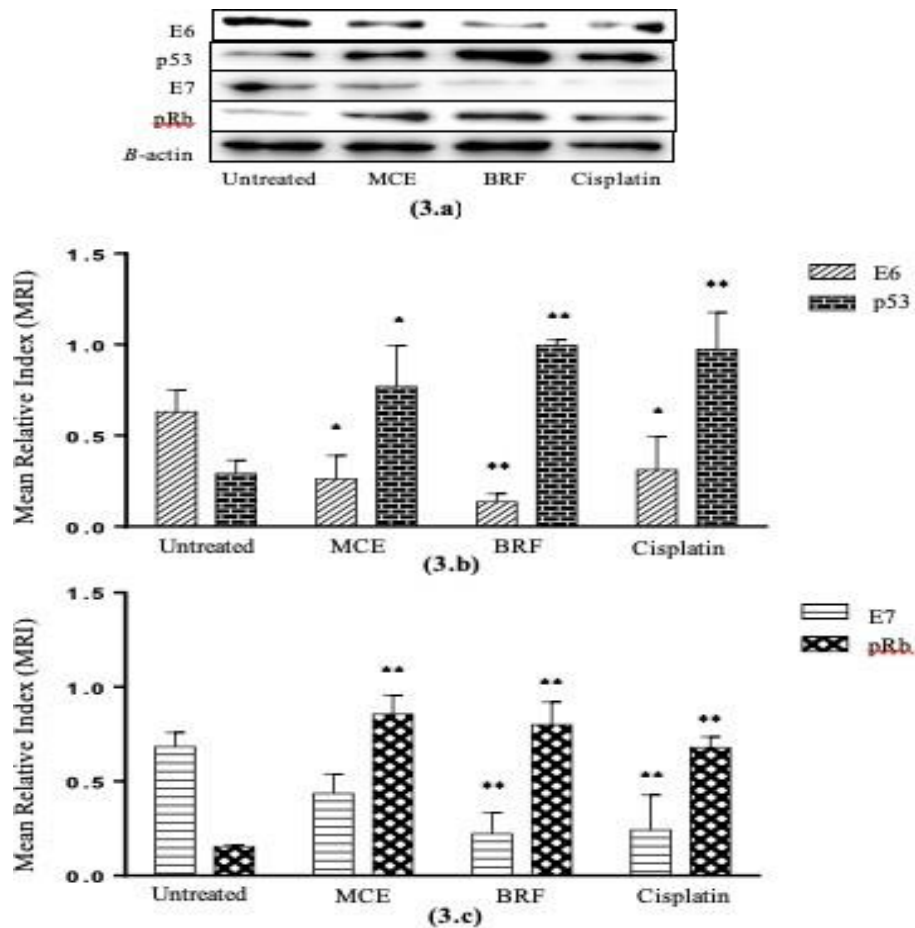 E6
p53
E7
pRb
B-actin
Untreated MCE BRF Cisplatin
(3.a)
Mean Relative Index (MRI)
1.5
1.0
0.5
0.0
* ** * ** * **
E6
p53
Untreated MCE BRF Cisplatin
(3.b)
Mean Relative Index (MRI)
1.5
1.0
0.5
0.0
** ** ** ** **
E7
pRb
Untreated MCE BRF Cisplatin
(3.c)